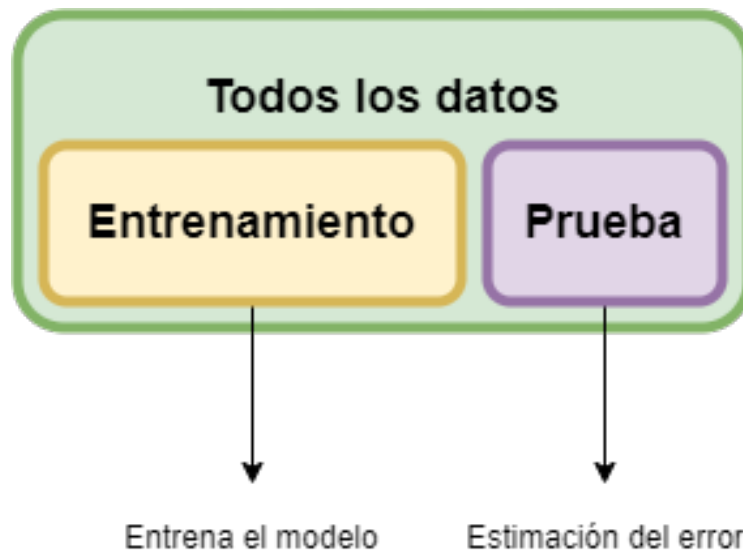 Todos los datos
Entrenamiento
Prueba
Entrena el modelo
Estimación del error